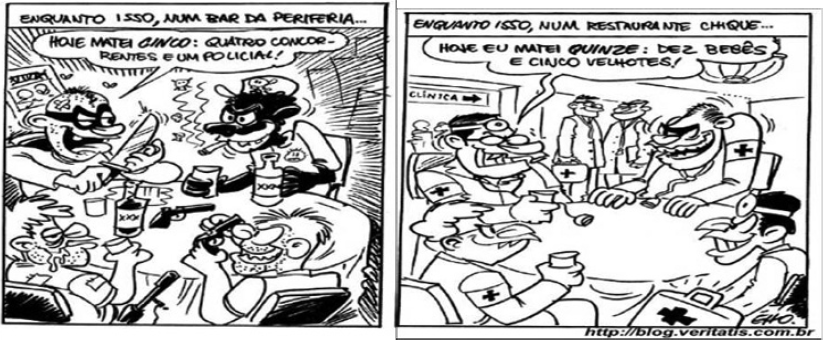 ENQUANTO ISSO, NUM BAR DA PERIFERIA...
HOJE MATEI CINCO: QUATRO CONCOR-
RENTES E UM POLICIAL!
XXX
XXX
ENQUANTO ISSO, NUM RESTAURANTE CHIQUE...
HOJE EU MATEI QUINZE: DEZ BEBÊS
E CINCO VELHOTES!
CLÍNICA
http://blog.veritatis.com.br